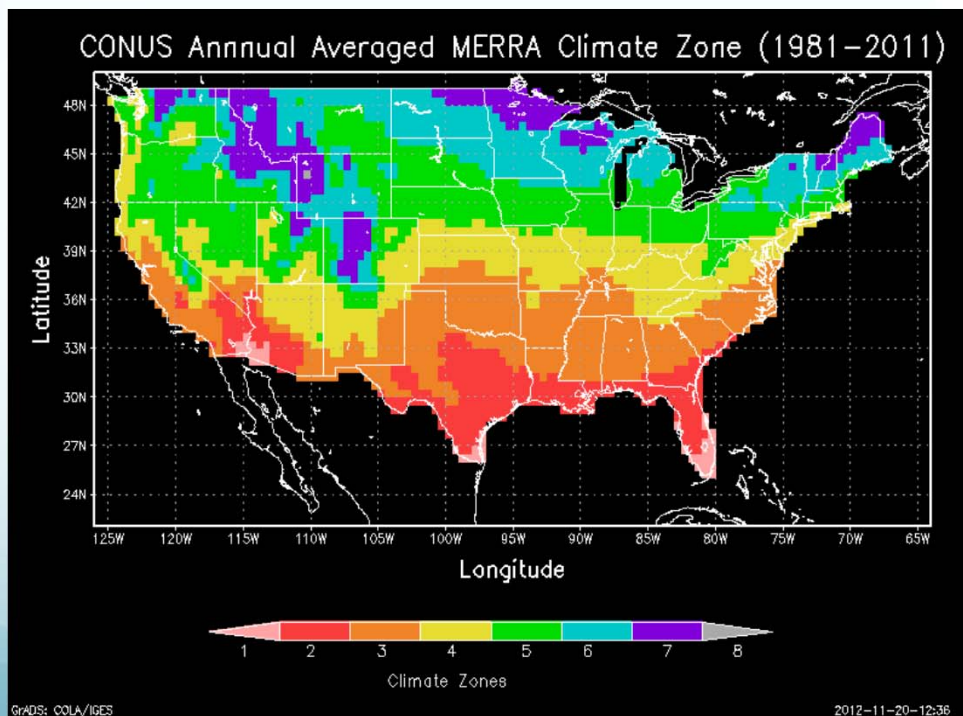 CONUS Annnual Averaged MERRA Climate Zone (1981-2011)
48N
45N
42N
39N
36N
33N
30N
27N
24N
Latitude
125W 120W 115W 110W 105W 100W 95W 90W 85W 80W 75W 70W 65W
Longitude
1 2 3 4 5 6 7 8
Climate Zones
GrADS: COLA/IGES 2012-11-20-12:36